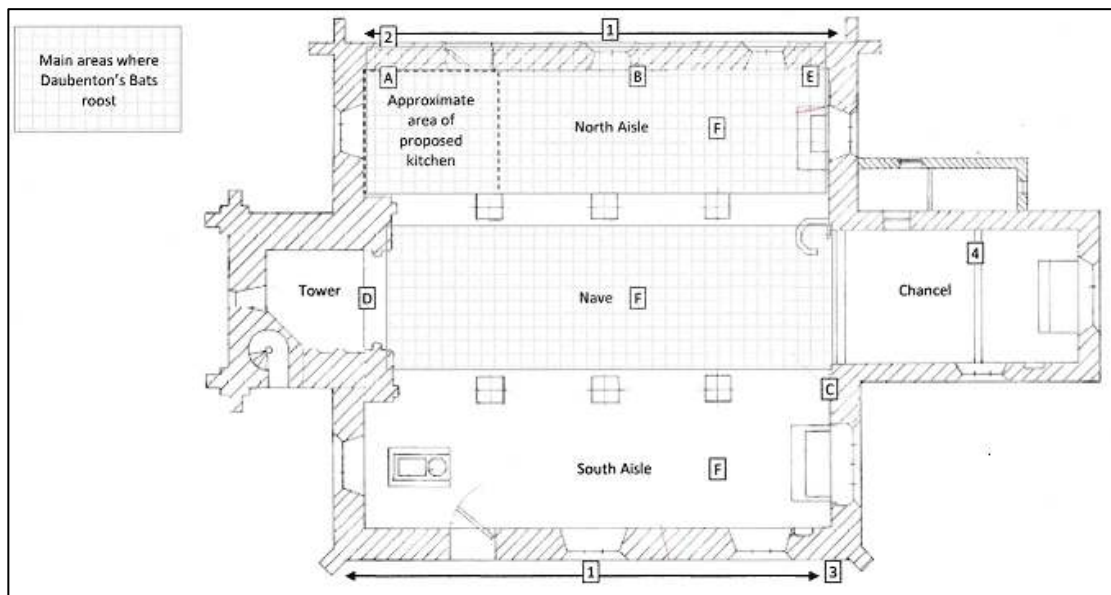 Main areas where
Daubenton's Bats
roost
1
2
A
B
E
Approximate
area of
proposed
kitchen
North Aisle
F
4
Tower
D
Nave
F
Chancel
C
South Aisle
F
1
3